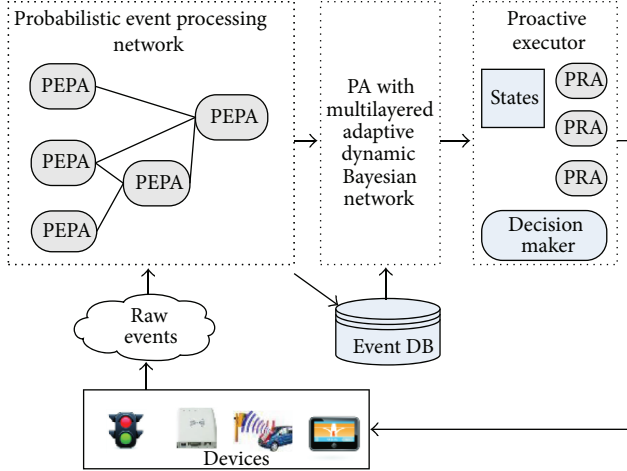 Probabilistic event processing
network
PEPA
PEPA
PEPA
PEPA
PEPA
PA with
multilayered
adaptive
dynamic
Bayesian
network
Proactive
executor
States
PRA
PRA
PRA
Decision
maker
Raw
events
Event DB
Devices